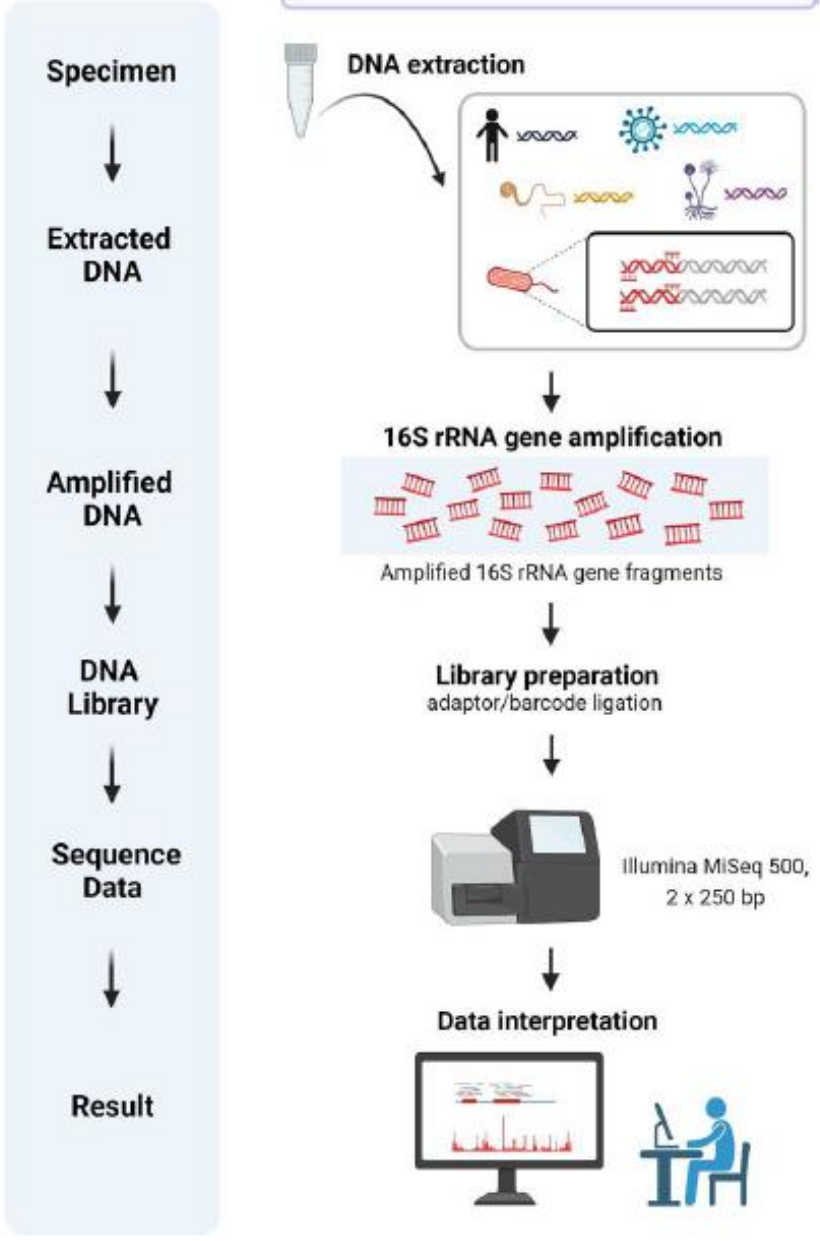 Specimen
Extracted
DNA
Amplified
DNA
DNA
Library
Sequence
Data
Result
DNA extraction
16S rRNA gene amplification
Amplified 16S rRNA gene fragments
Library preparation
adaptor/barcode ligation
Illumina MiSeq 500,
2 x 250 bp
Data interpretation